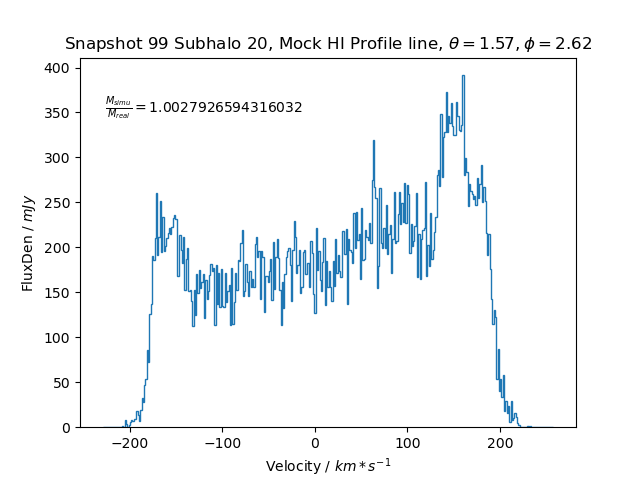 Snapshot 99 Subhalo 20, Mock HI Profile line, θ = 1.57, ϕ = 2.62
400
350
300
250
200
150
100
50
0
M_simu/M_real = 1.0027926594316032
FluxDen / mJy
−200 −100 0 100 200
Velocity / km * s⁻¹